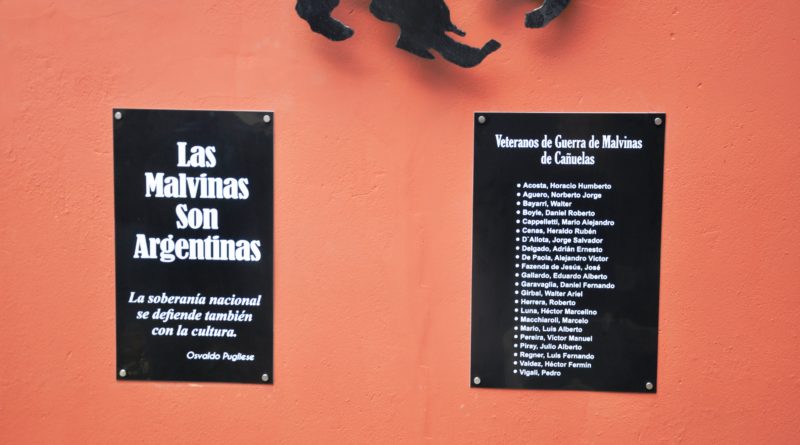 Las
Malvinas
Son
Argentinas
La soberanía nacional
se defiende también
con la cultura.
Osvaldo Pugliese
Veteranos de Guerra de Malvinas
de Cañuelas
• Acosta, Horacio Humberto
• Aguero, Norberto Jorge
• Bayarri, Walter
• Boyle, Daniel Roberto
• Cappelletti, Mario Alejandro
• Cenas, Heraldo Rubén
• D´Allota, Jorge Salvador
• Delgado, Adrián Ernesto
• De Paola, Alejandro Víctor
• Fazenda de Jesús, José
• Gallardo, Eduardo Alberto
• Garavaglia, Daniel Fernando
• Girbal, Walter Ariel
• Herrera, Roberto
• Luna, Héctor Marcelino
• Macchiaroli, Marcelo
• Mario, Luis Alberto
• Pereira, Víctor Manuel
• Piray, Julio Alberto
• Regner, Luis Fernando
• Valdez, Héctor Fermín
• Vigali, Pedro